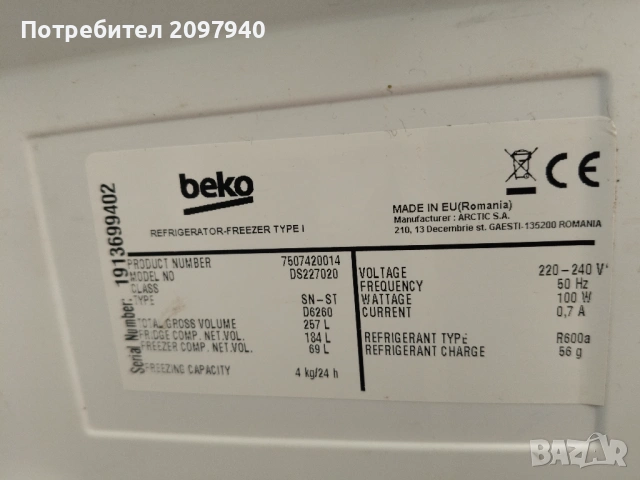 Потребител 2097940
beko
REFRIGERATOR-FREEZER TYPE I
MADE IN EU(Romania)
Manufacturer : ARCTIC S.A.
210, 13 Decembrie st. GAESTI-135200 ROMANIA
Serial Number: 1913699402
PRODUCT NUMBER 7507420014
MODEL NO DS227020
CLASS SN-ST
TYPE D6260
TOTAL GROSS VOLUME 257 L
FRIDGE COMP. NET.VOL. 184 L
FREEZER COMP. NET.VOL. 69 L
FREEZING CAPACITY 4 kg/24 h
VOLTAGE 220-240 V
FREQUENCY 50 Hz
WATTAGE 100 W
CURRENT 0,7 A
REFRIGERANT TYPE R600a
REFRIGERANT CHARGE 56 g
BAZAR